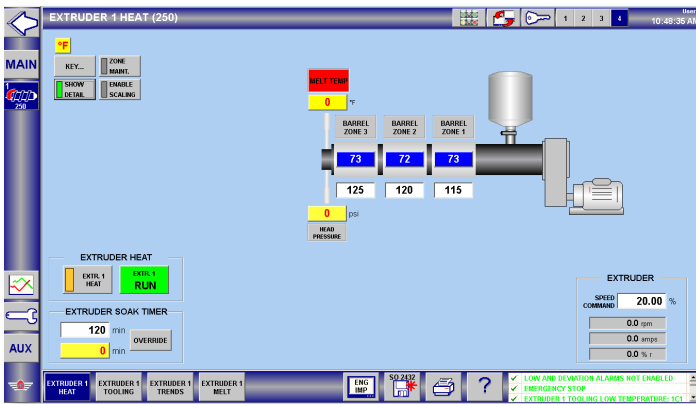 EXTRUDER 1 HEAT (250)
1 2 3 4
User
10:48:35 AM
°F
MAIN
KEY...
ZONE MAINT.
SHOW DETAIL
ENABLE SCALING
1
250
MELT TEMP
0 °F
BARREL ZONE 3
BARREL ZONE 2
BARREL ZONE 1
73 72 73
125 120 115
0 psi
HEAD PRESSURE
EXTRUDER HEAT
EXTR. 1 HEAT
EXTR. 1 RUN
EXTRUDER SOAK TIMER
120 min
OVERRIDE
0 min
EXTRUDER
SPEED COMMAND 20.00 %
0.0 rpm
0.0 amps
0.0 % t
AUX
EXTRUDER 1 HEAT
EXTRUDER 1 TOOLING
EXTRUDER 1 TRENDS
EXTRUDER 1 MELT
ENG
IMP
SO 2432
?
LOW AND DEVIATION ALARMS NOT ENABLED
EMERGENCY STOP
EXTRUDER 1 TOOLING LOW TEMPERATURE: 1C1